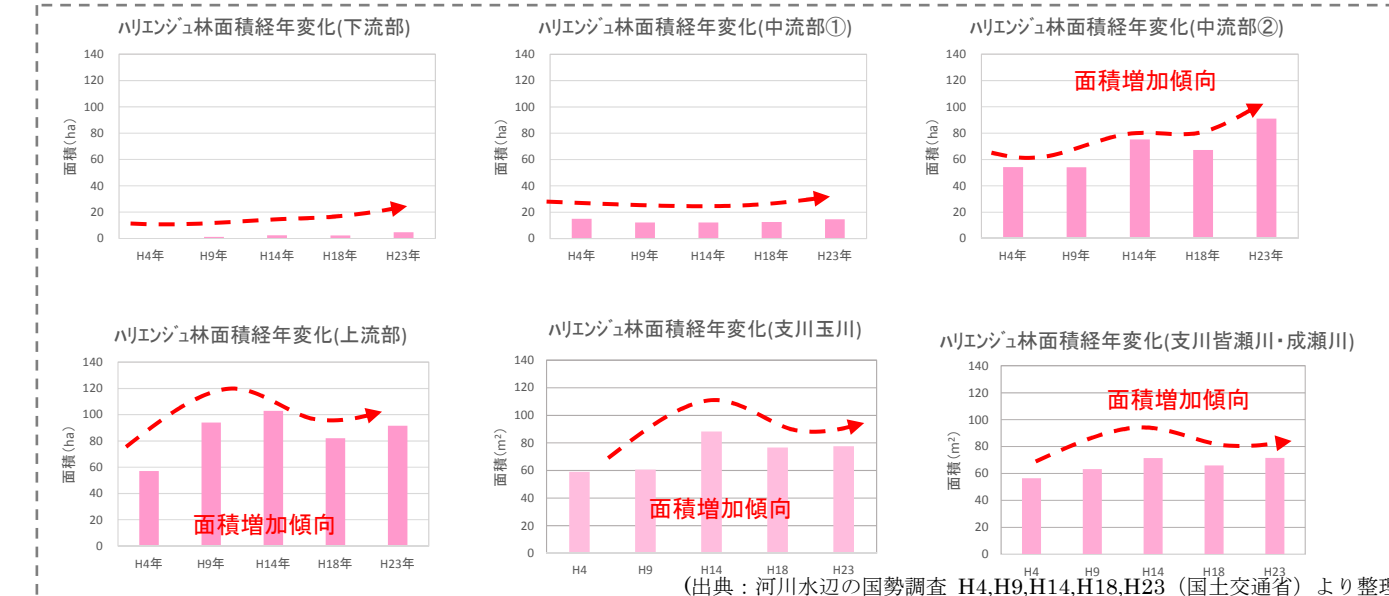 ﾊﾘｴﾝｼﾞｭ林面積経年変化(下流部)
140
120
100
80
60
40
20
0
面積(ha)
H4年 H9年 H14年 H18年 H23年
ﾊﾘｴﾝｼﾞｭ林面積経年変化(中流部①)
140
120
100
80
60
40
20
0
面積(ha)
H4年 H9年 H14年 H18年 H23年
ﾊﾘｴﾝｼﾞｭ林面積経年変化(中流部②)
面積増加傾向
140
120
100
80
60
40
20
0
面積(ha)
H4年 H9年 H14年 H18年 H23年
ﾊﾘｴﾝｼﾞｭ林面積経年変化(上流部)
140
120
100
80
60
40
20
0
面積(ha)
面積増加傾向
H4年 H9年 H14年 H18年 H23年
ﾊﾘｴﾝｼﾞｭ林面積経年変化(支川玉川)
140
120
100
80
60
40
20
0
面積(m²)
面積増加傾向
H4 H9 H14 H18 H23
ﾊﾘｴﾝｼﾞｭ林面積経年変化(支川皆瀬川・成瀬川)
140
120
100
80
60
40
20
0
面積(m²)
面積増加傾向
H4 H9 H14 H18 H23
(出典：河川水辺の国勢調査 H4,H9,H14,H18,H23（国土交通省）より整理